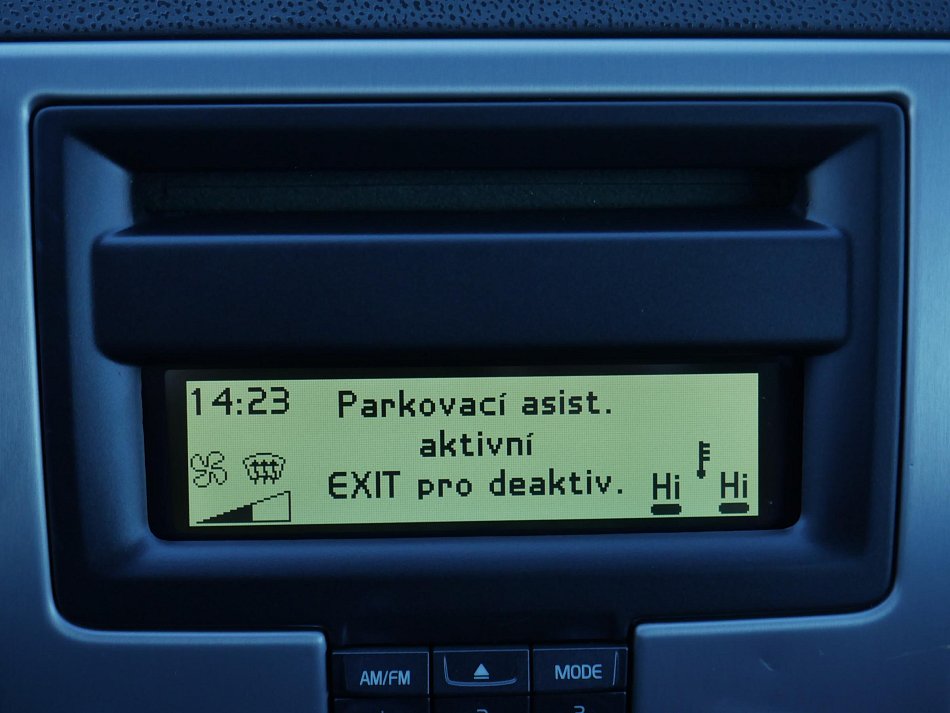 14:23
Parkovací asist.
aktivní
EXIT pro deaktiv.
Hi Hi
AM/FM MODE